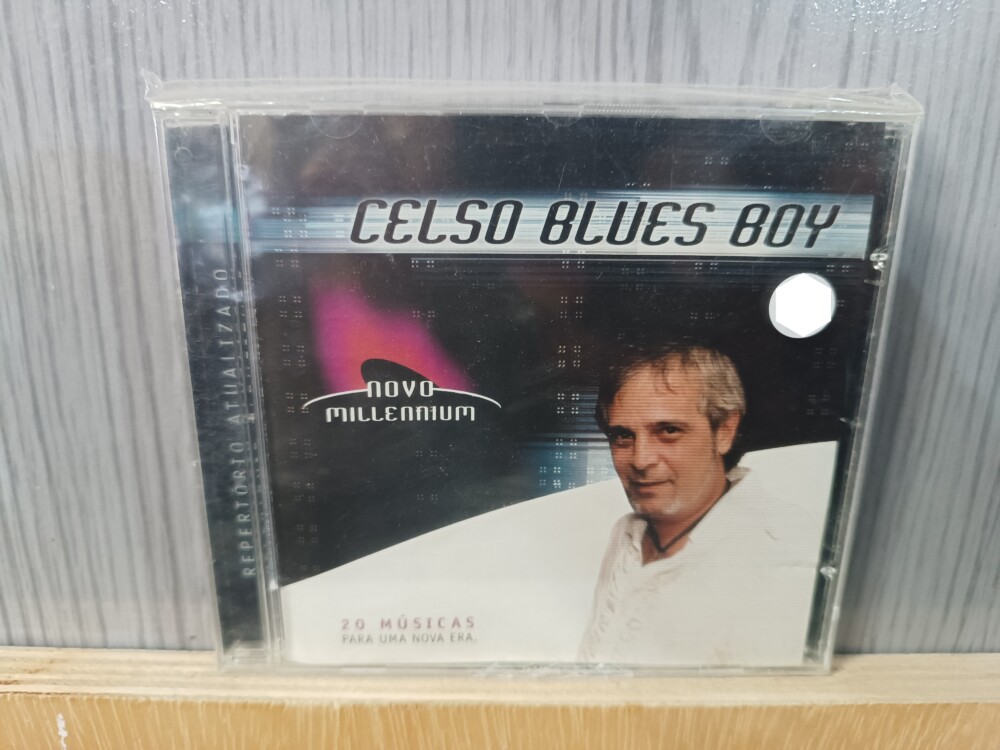 CELSO BLUES BOY
REPERTÓRIO ATUALIZADO
NOVO
MILLENNIUM
20 MÚSICAS
PARA UMA NOVA ERA.